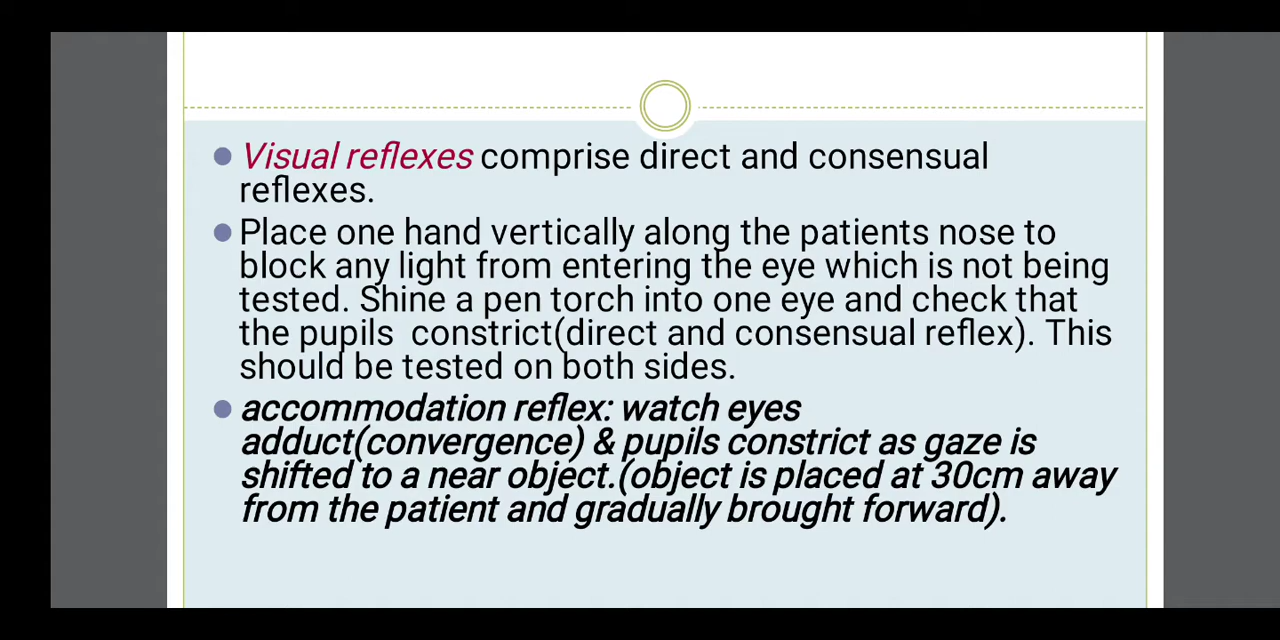 Visual reflexes comprise direct and consensual
reflexes.
Place one hand vertically along the patients nose to
block any light from entering the eye which is not being
tested. Shine a pen torch into one eye and check that
the pupils constrict(direct and consensual reflex). This
should be tested on both sides.
accommodation reflex: watch eyes
adduct(convergence) & pupils constrict as gaze is
shifted to a near object.(object is placed at 30cm away
from the patient and gradually brought forward).